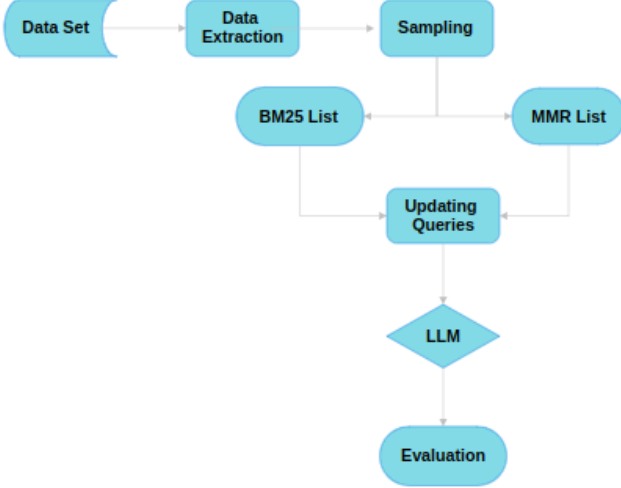 Data Set
Data
Extraction
Sampling
BM25 List
MMR List
Updating
Queries
LLM
Evaluation